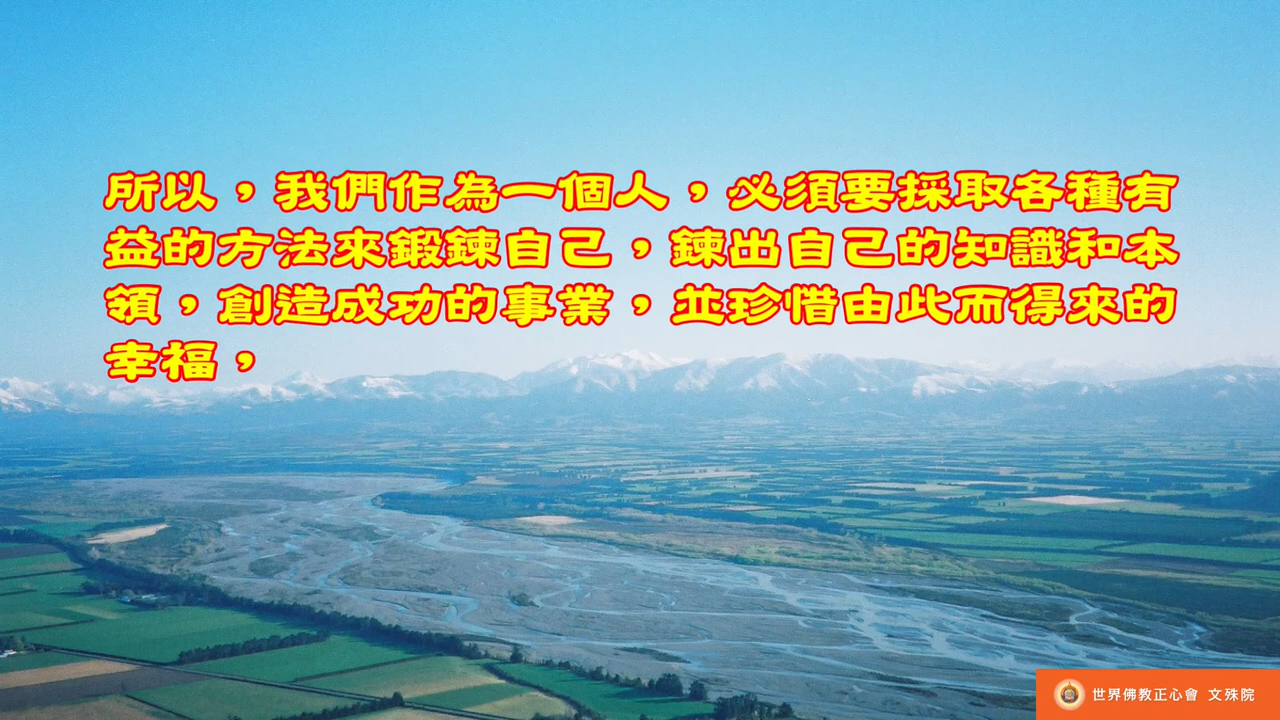 所以，我們作為一個人，必須要採取各種有
益的方法來鍛鍊自己，鍊出自己的知識和本
領，創造成功的事業，並珍惜由此而得來的
幸福，
世界佛教正心會 文殊院